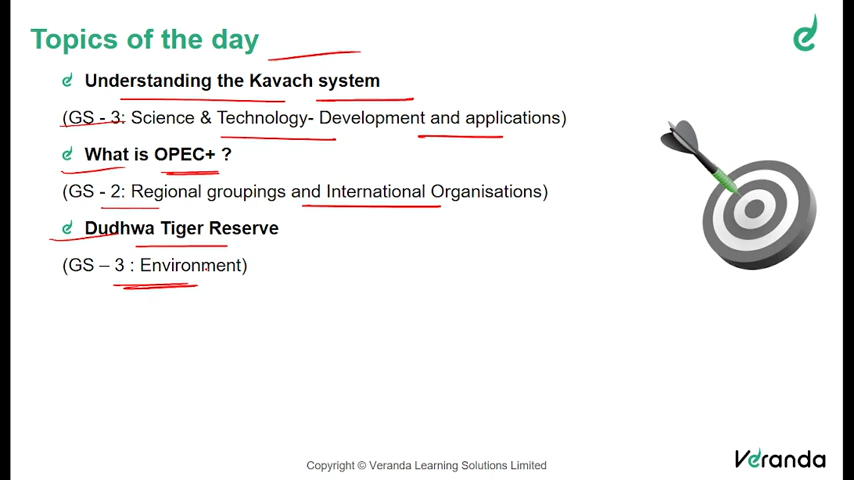 Topics of the day
Understanding the Kavach system
(GS - 3: Science & Technology- Development and applications)
What is OPEC+ ?
(GS - 2: Regional groupings and International Organisations)
Dudhwa Tiger Reserve
(GS – 3 : Environment)
Copyright © Veranda Learning Solutions Limited
Veranda